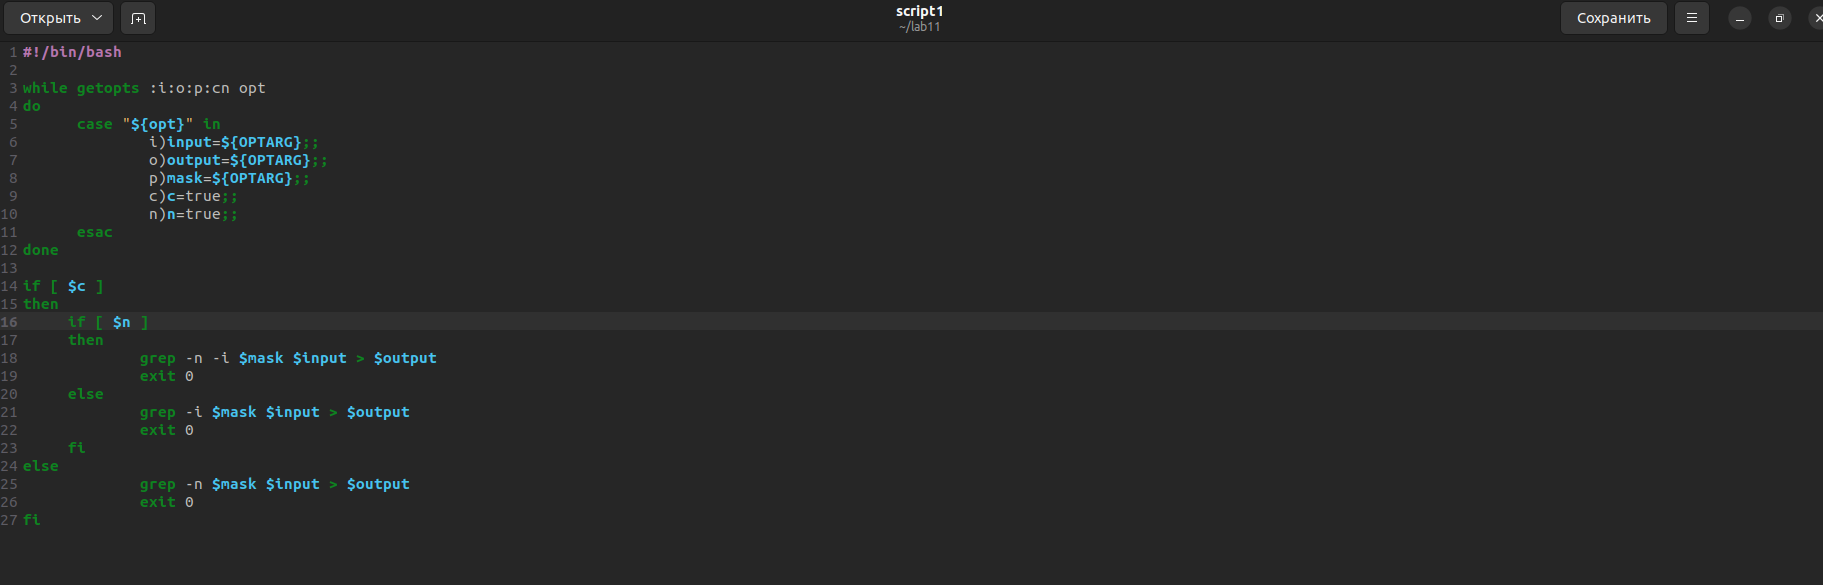 Открыть
script1
~/lab11
Сохранить
1 #!/bin/bash
2
3 while getopts :i:o:p:cn opt
4 do
5 case "${opt}" in
6 i)input=${OPTARG};;
7 o)output=${OPTARG};;
8 p)mask=${OPTARG};;
9 c)c=true;;
10 n)n=true;;
11 esac
12 done
13
14 if [ $c ]
15 then
16 if [ $n ]
17 then
18 grep -n -i $mask $input > $output
19 exit 0
20 else
21 grep -i $mask $input > $output
22 exit 0
23 fi
24 else
25 grep -n $mask $input > $output
26 exit 0
27 fi